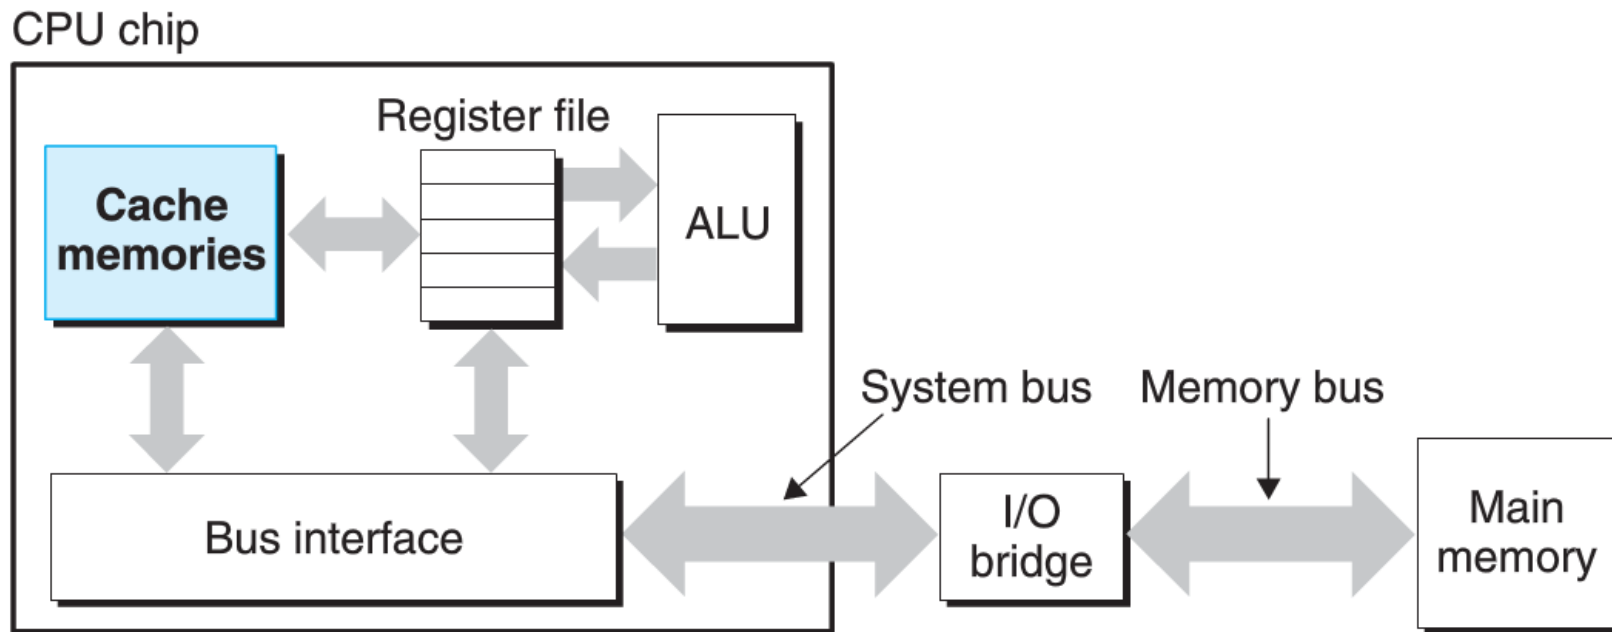 CPU chip
Register file
Cache
memories
ALU
System bus
Memory bus
Bus interface
I/O
bridge
Main
memory